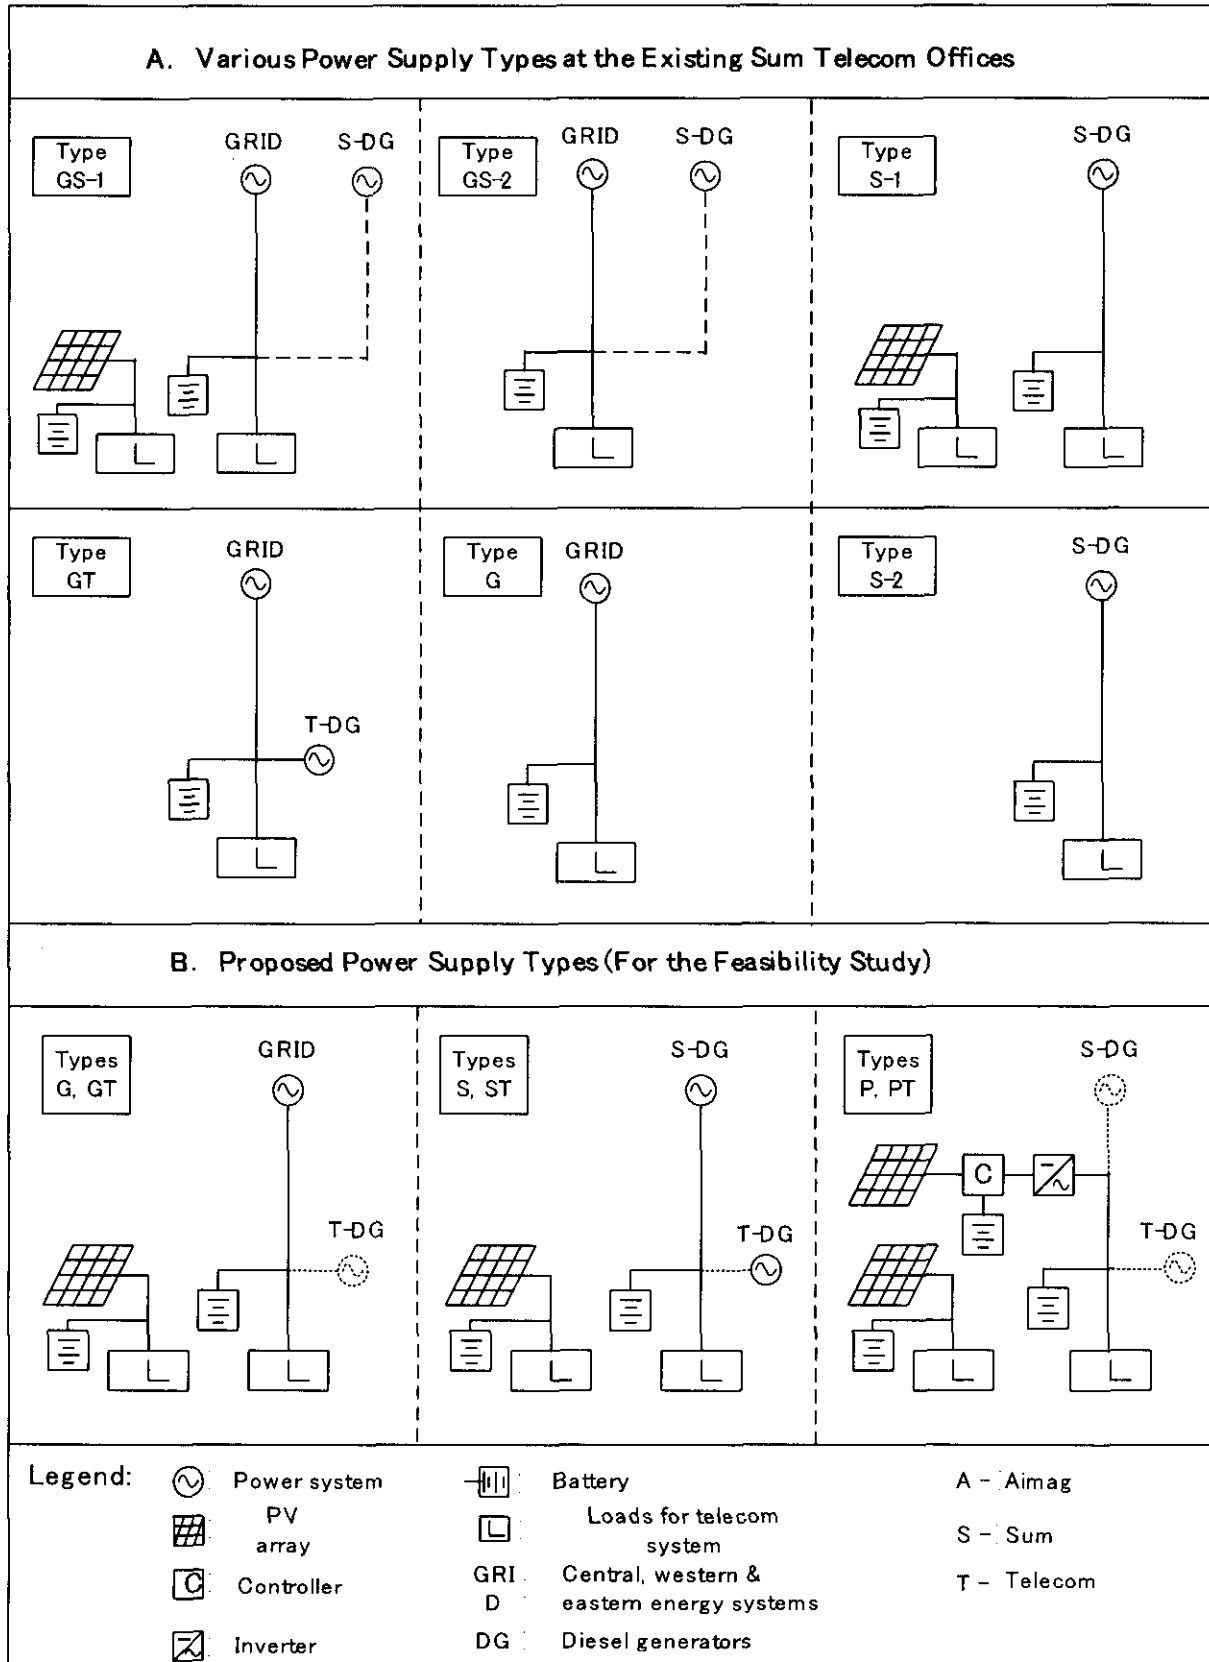 A. Various Power Supply Types at the Existing Sum Telecom Offices
Type
GS-1
GRID
S-DG
L
L
Type
GS-2
GRID
S-DG
L
Type
S-1
S-DG
L
L
Type
GT
GRID
T-DG
L
Type
G
GRID
L
Type
S-2
S-DG
L
B. Proposed Power Supply Types (For the Feasibility Study)
Types
G, GT
GRID
T-DG
L
L
Types
S, ST
S-DG
T-DG
L
L
Types
P, PT
S-DG
C
T-DG
L
L
Legend:
Power system
PV
array
C Controller
Inverter
Battery
L Loads for telecom
system
GRI Central, western &
D eastern energy systems
DG Diesel generators
A - Aimag
S - Sum
T - Telecom